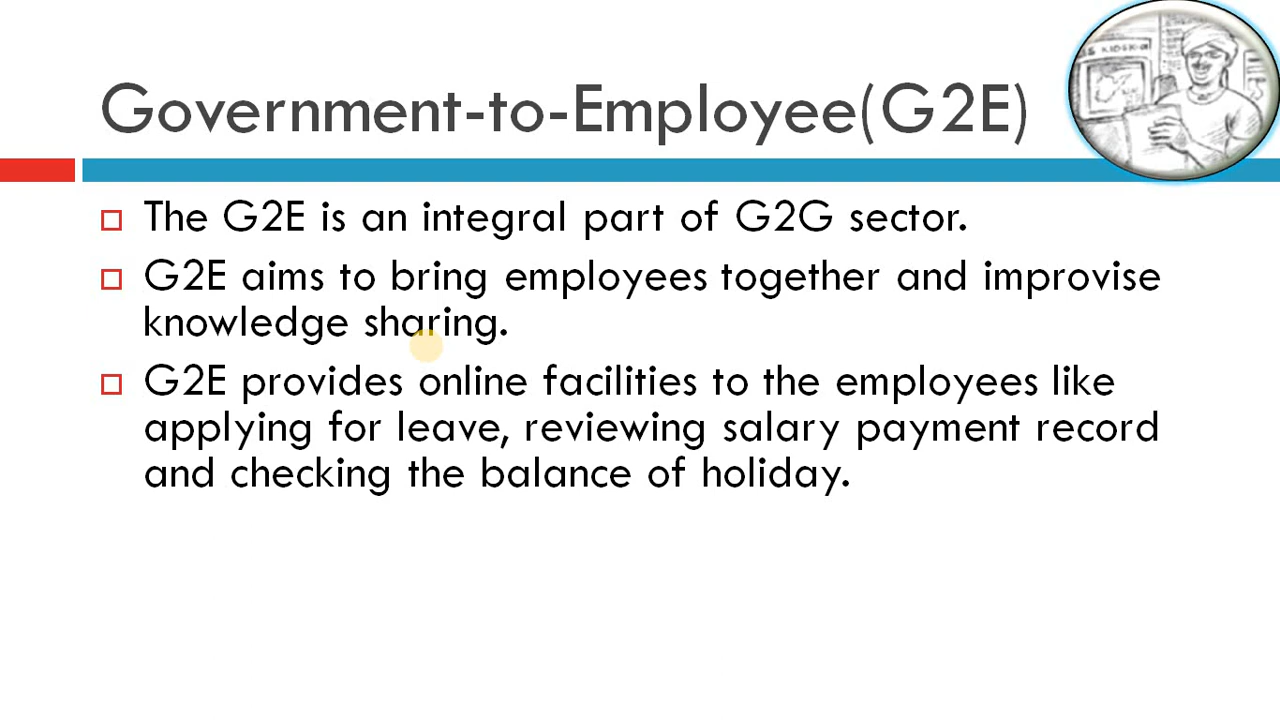 Government-to-Employee(G2E)
The G2E is an integral part of G2G sector.
G2E aims to bring employees together and improvise
knowledge sharing.
G2E provides online facilities to the employees like
applying for leave, reviewing salary payment record
and checking the balance of holiday.